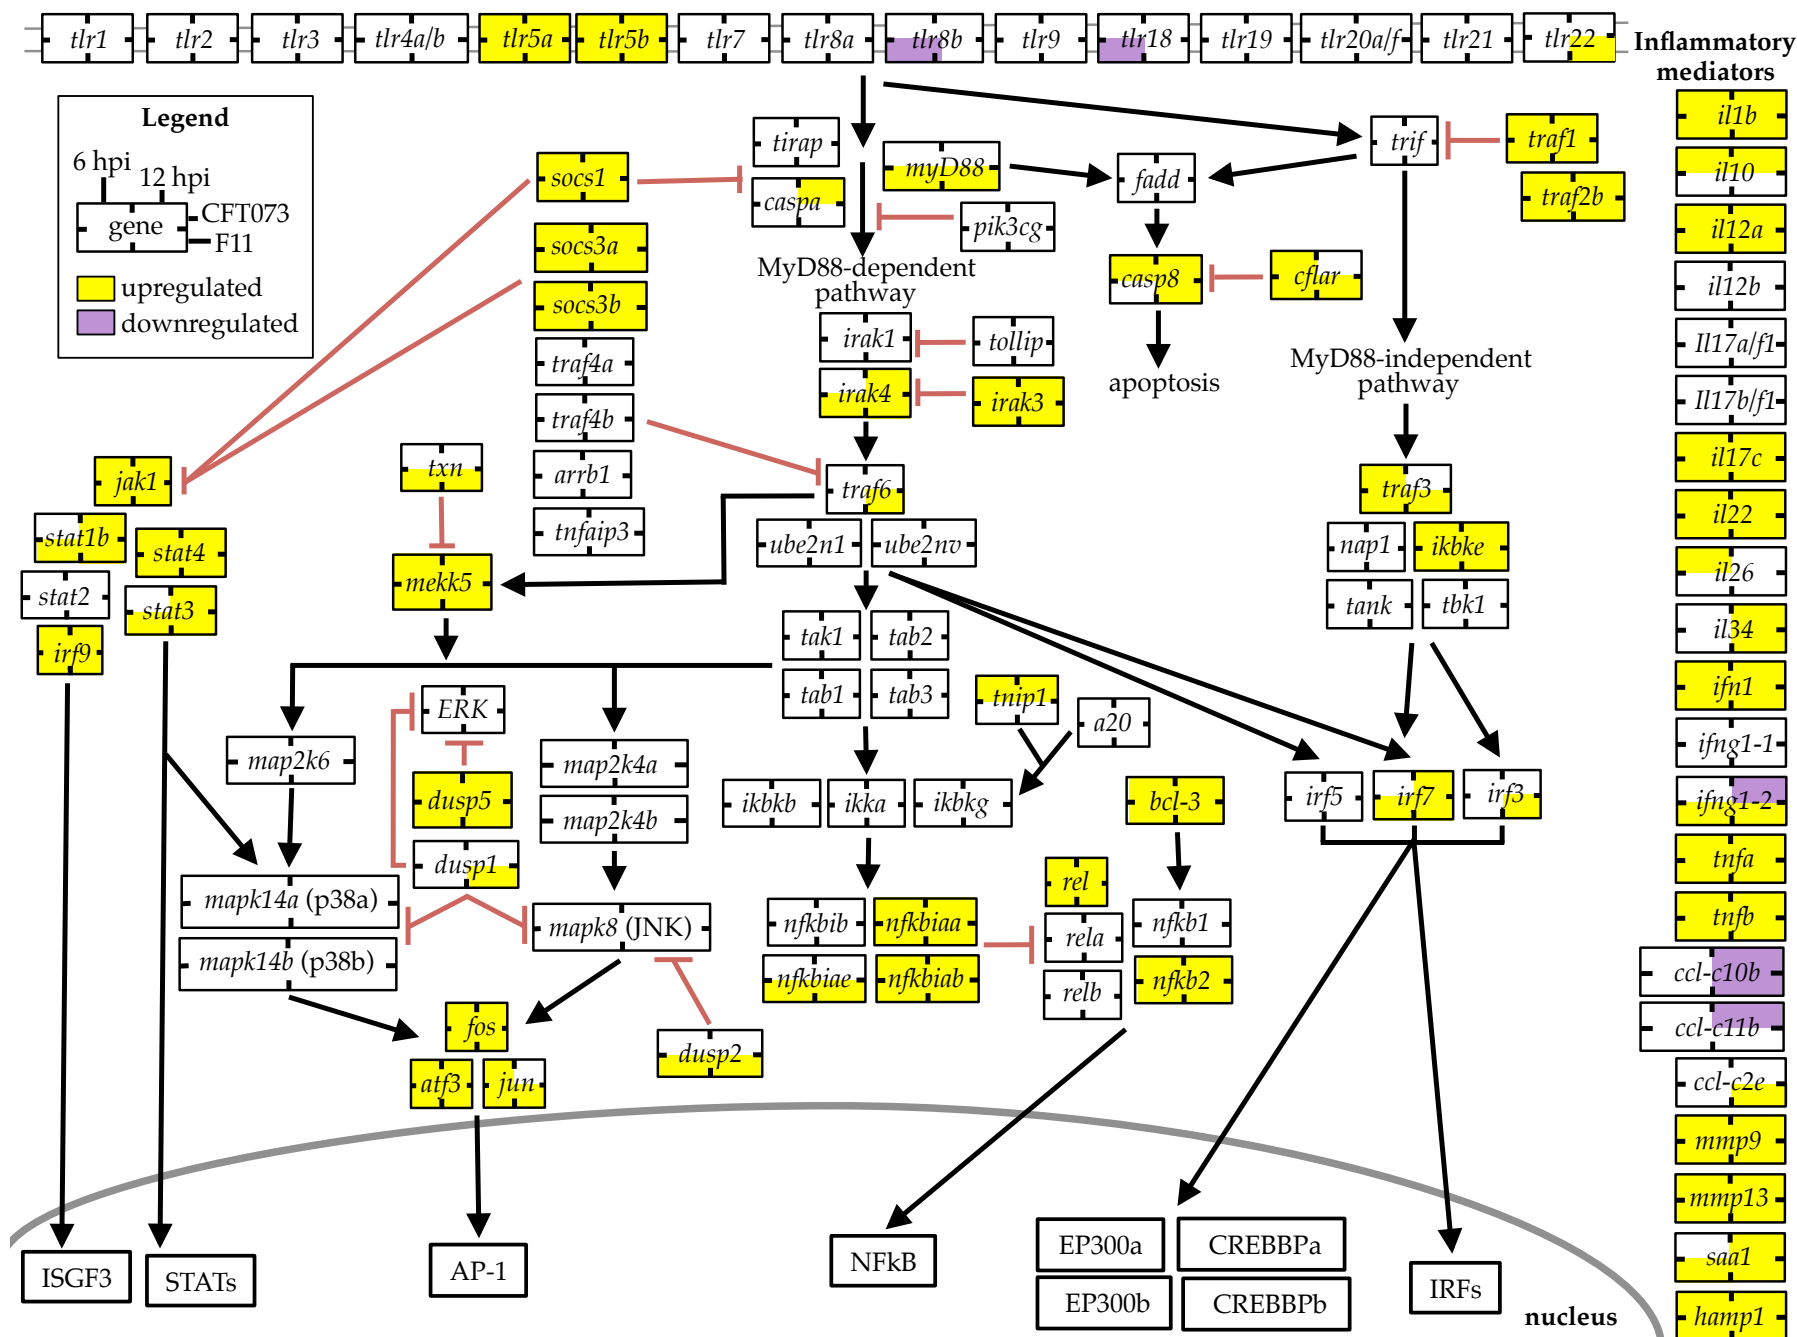 tlr1 tlr2 tlr3 tlr4a/b tlr5a tlr5b tlr7 tlr8a tlr8b tlr9 tlr18 tlr19 tlr20a/f tlr21 tlr22
Inflammatory
mediators
Legend
6 hpi
12 hpi
gene
CFT073
F11
upregulated
downregulated
socs1
socs3a
socs3b
traf4a
traf4b
arrb1
tnfaip3
tirap
caspa
myD88
pik3cg
MyD88-dependent
pathway
irak1
tollip
irak4
irak3
traf6
ube2n1
ube2nv
fadd
casp8
cflar
apoptosis
trif
traf1
traf2b
MyD88-independent
pathway
traf3
nap1
ikbke
tank
tbk1
jak1
stat1b
stat4
stat2
stat3
irf9
txn
mekk5
tak1
tab2
tab1
tab3
tnip1
a20
ERK
map2k6
dusp5
dusp1
map2k4a
map2k4b
mapk14a (p38a)
mapk14b (p38b)
mapk8 (JNK)
ikbkb
ikka
ikbkg
bcl-3
irf5
irf7
irf3
nfkbib
nfkbiaa
nfkbiae
nfkbiab
rel
rela
relb
nfkb1
nfkb2
fos
atf3
jun
dusp2
il1b
il10
il12a
il12b
Il17a/f1
Il17b/f1
il17c
il22
il26
il34
ifn1
ifng1-1
ifng1-2
tnfa
tnfb
ccl-c10b
ccl-c11b
ccl-c2e
mmp9
mmp13
saa1
hamp1
ISGF3
STATs
AP-1
NFkB
EP300a
CREBBPa
EP300b
CREBBPb
IRFs
nucleus